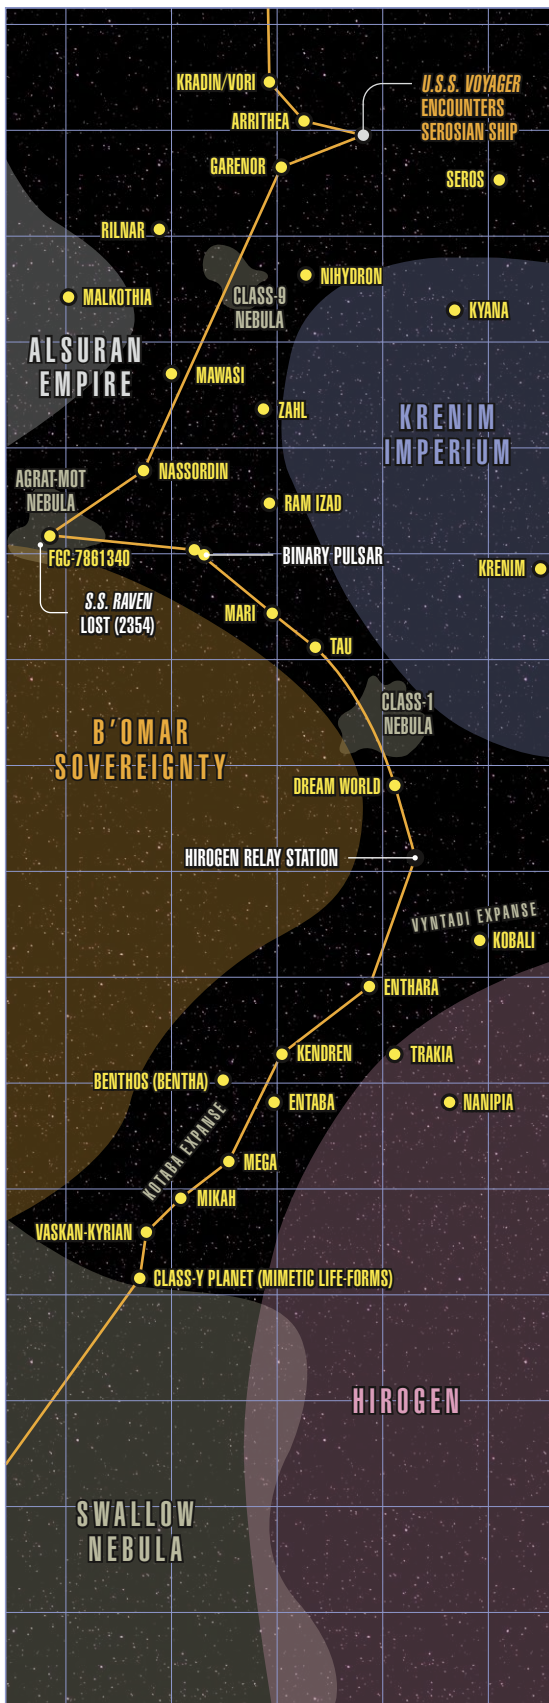 KRADIN/VORI
U.S.S. VOYAGER
ENCOUNTERS
SEROSIAN SHIP
ARRITHEA
GARENOR
SEROS
RILNAR
NIHYDRON
MALKOTHIA
CLASS-9
NEBULA
KYANA
ALSURAN
EMPIRE
MAWASI
ZAHL
KRENIM
IMPERIUM
NASSORDIN
AGRAT-MOT
NEBULA
RAM IZAD
FGC-7861340
BINARY PULSAR
KRENIM
S.S. RAVEN
LOST (2354)
MARI
TAU
CLASS-1
NEBULA
B'OMAR
SOVEREIGNTY
DREAM WORLD
HIROGEN RELAY STATION
VYNTADI EXPANSE
KOBALI
ENTHARA
KENDREN
TRAKIA
BENTHOS (BENTHA)
ENTABA
NANIPIA
KOTABA EXPANSE
MEGA
MIKAH
VASKAN-KYRIAN
CLASS-Y PLANET (MIMETIC LIFE-FORMS)
HIROGEN
SWALLOW
NEBULA